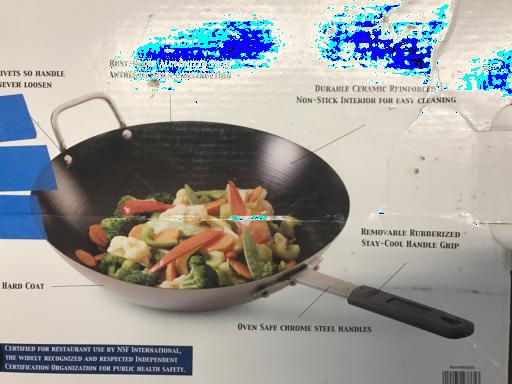 IVETS SO HANDLE
NEVER LOOSEN
DURABLE CERAMIC REINFORCED
NON-STICK INTERIOR FOR EASY CLEANING
REMOVABLE RUBBERIZED
STAY-COOL HANDLE GRIP
HARD COAT
OVEN SAFE CHROME STEEL HANDLES
CERTIFIED FOR RESTAURANT USE BY NSF INTERNATIONAL,
THE WIDELY RECOGNIZED AND RESPECTED INDEPENDENT
CERTIFICATION ORGANIZATION FOR PUBLIC HEALTH SAFETY.